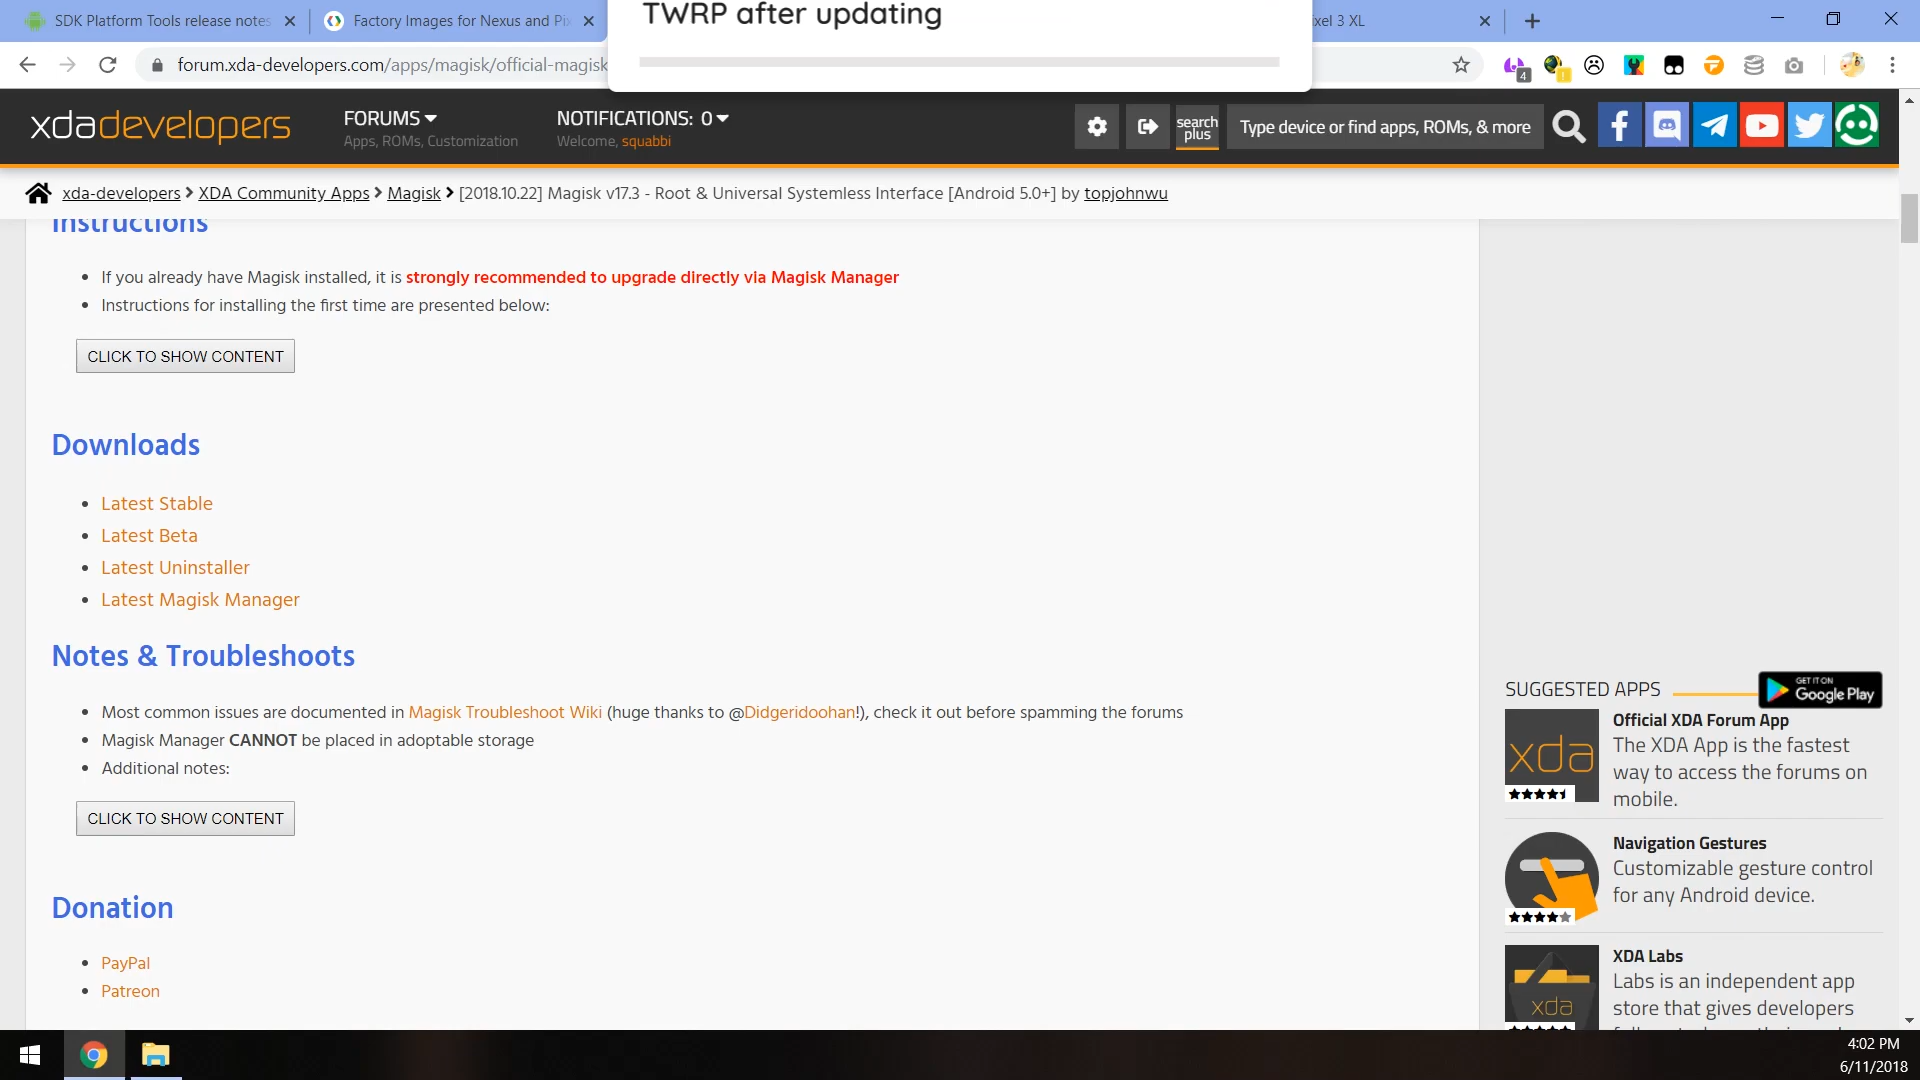 SDK Platform Tools release notes
Factory Images for Nexus and Pix
TWRP after updating
ixel 3 XL
forum.xda-developers.com/apps/magisk/official-magisk
4
xdadevelopers
FORUMS
Apps, ROMs, Customization
NOTIFICATIONS: 0
Welcome, squabbi
search
plus
Type device or find apps, ROMs, & more
xda-developers XDA Community Apps Magisk [2018.10.22] Magisk v17.3 - Root & Universal Systemless Interface [Android 5.0+] by topjohnwu
Instructions
If you already have Magisk installed, it is strongly recommended to upgrade directly via Magisk Manager
Instructions for installing the first time are presented below:
CLICK TO SHOW CONTENT
Downloads
Latest Stable
Latest Beta
Latest Uninstaller
Latest Magisk Manager
Notes & Troubleshoots
Most common issues are documented in Magisk Troubleshoot Wiki (huge thanks to @Didgeridoohan!), check it out before spamming the forums
Magisk Manager CANNOT be placed in adoptable storage
Additional notes:
CLICK TO SHOW CONTENT
Donation
PayPal
Patreon
SUGGESTED APPS
GET IT ON
Google Play
xda
Official XDA Forum App
The XDA App is the fastest
way to access the forums on
mobile.
Navigation Gestures
Customizable gesture control
for any Android device.
xda
XDA Labs
Labs is an independent app
store that gives developers
4:02 PM
6/11/2018